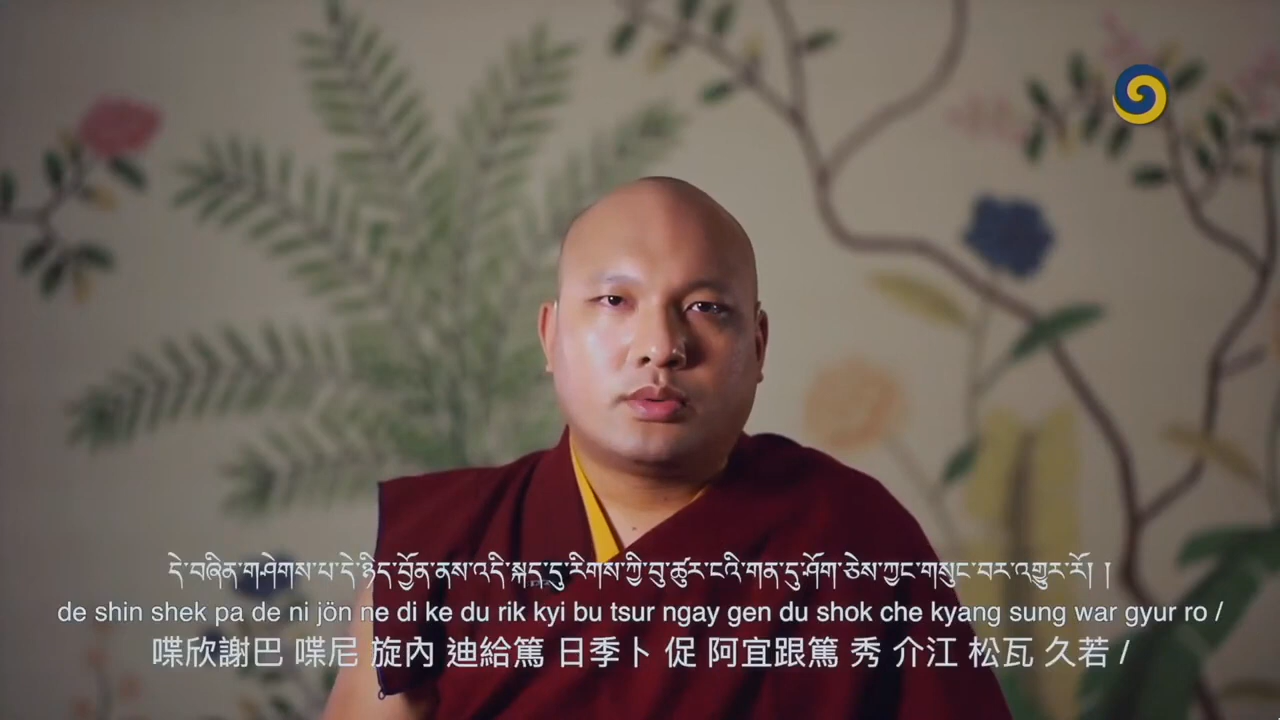 དེ་བཞིན་གཤེགས་པ་དེ་ཉིད་བྱོན་ནས་འདི་སྐད་དུ་རིགས་ཀྱི་བུ་ཚུར་ངའི་གན་དུ་ཤོག་ཅེས་ཀྱང་གསུང་བར་འགྱུར་རོ། །
de shin shek pa de ni jön ne di ke du rik kyi bu tsur ngay gen du shok che kyang sung war gyur ro /
喋欣謝巴 喋尼 旋內 迪給篤 日季卜 促 阿宜跟篤 秀 介江 松瓦 久若 /